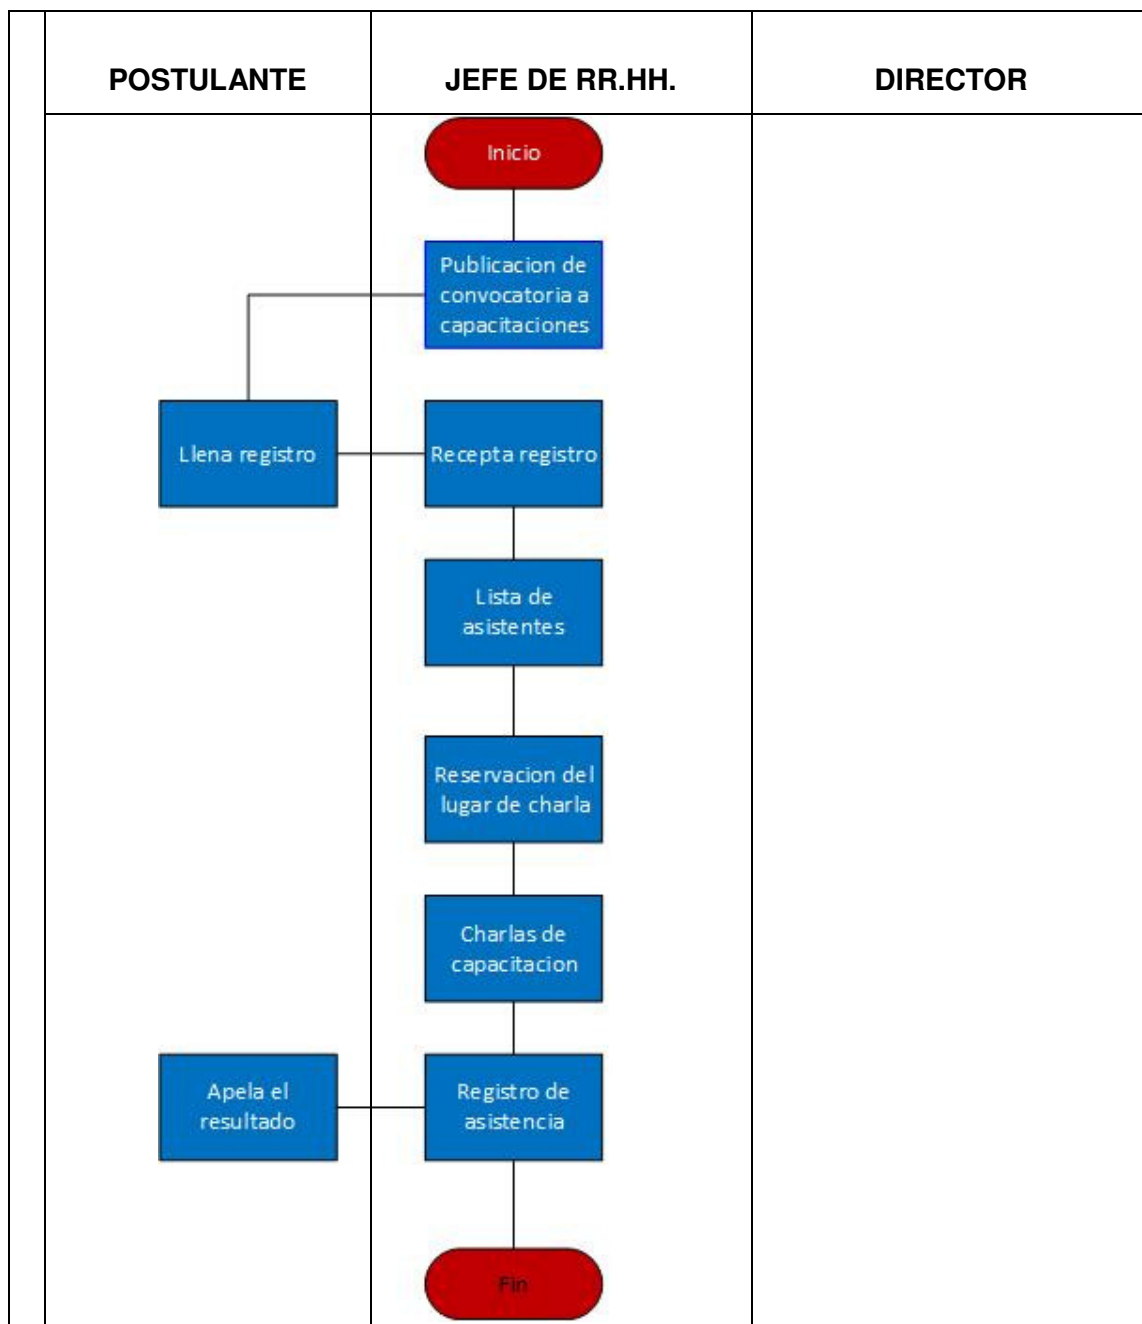 POSTULANTE
JEFE DE RR.HH.
DIRECTOR
Inicio
Publicacion de
convocatoria a
capacitaciones
Llena registro
Recepta registro
Lista de
asistentes
Reservacion del
lugar de charla
Charlas de
capacitacion
Apela el
resultado
Registro de
asistencia
Fin